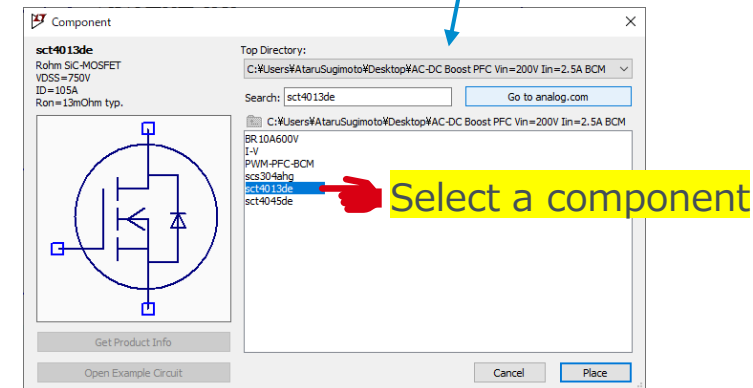 Component
sct4013de
Rohm SiC-MOSFET
VDSS=750V
ID=105A
Ron=13mOhm typ.
Top Directory:
C:¥Users¥AtaruSugimoto¥Desktop¥AC-DC Boost PFC Vin=200V Iin=2.5A BCM
Search: sct4013de Go to analog.com
C:¥Users¥AtaruSugimoto¥Desktop¥AC-DC Boost PFC Vin=200V Iin=2.5A BCM
BR10A600V
I-V
PWM-PFC-BCM
scs304ahg
sct4013de
sct4045de
Select a component
Get Product Info
Open Example Circuit
Cancel Place